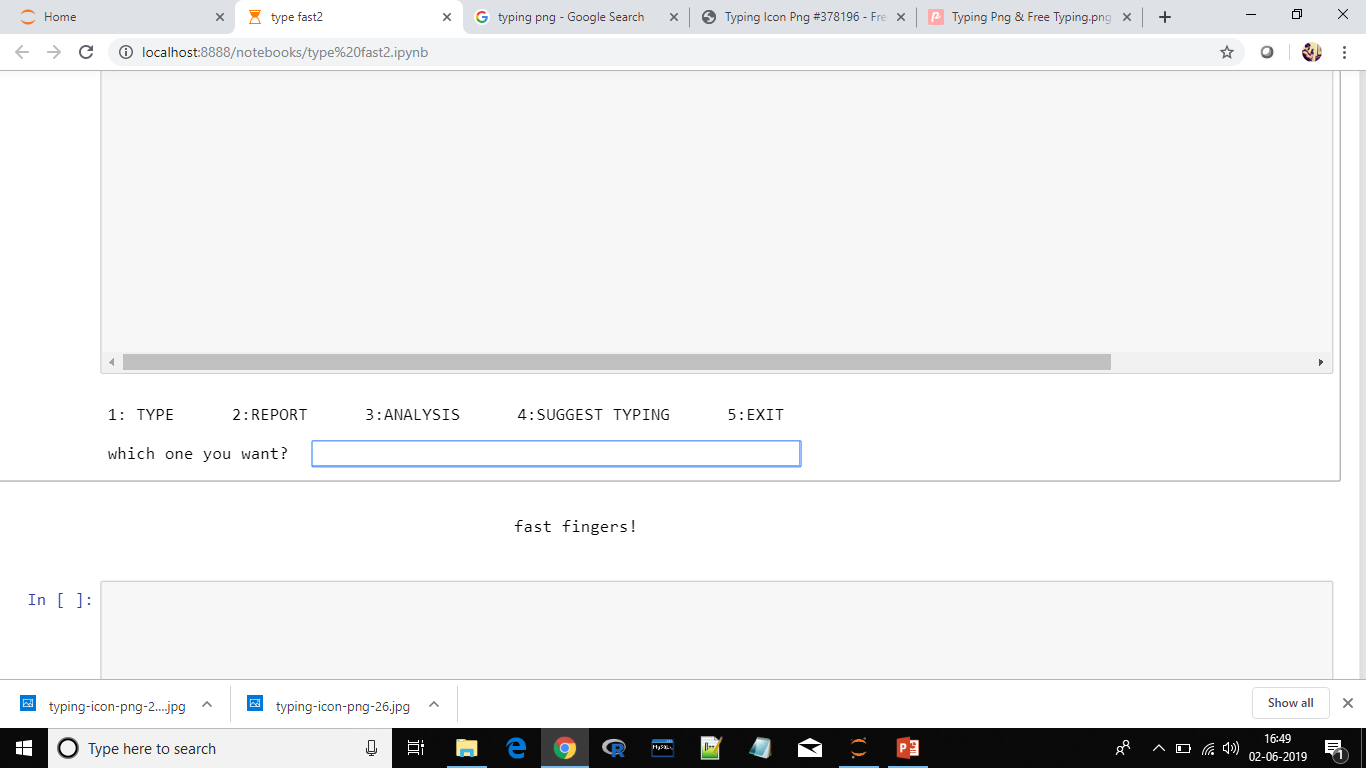 Home
type fast2
typing png - Google Search
Typing Icon Png #378196 - Fre
Typing Png & Free Typing.png
localhost:8888/notebooks/type%20fast2.ipynb
1: TYPE 2:REPORT 3:ANALYSIS 4:SUGGEST TYPING 5:EXIT
which one you want?
fast fingers!
In [ ]:
typing-icon-png-2....jpg
typing-icon-png-26.jpg
Show all
Type here to search
MySQL
16:49
02-06-2019
1